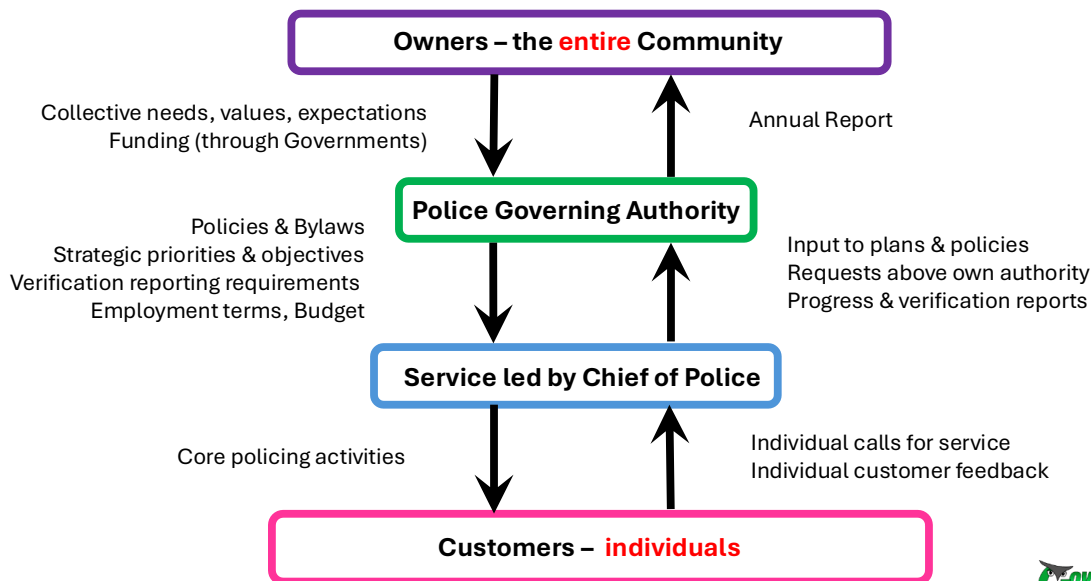 Owners – the entire Community
Collective needs, values, expectations
Funding (through Governments)
Annual Report
Police Governing Authority
Policies & Bylaws
Strategic priorities & objectives
Verification reporting requirements
Employment terms, Budget
Input to plans & policies
Requests above own authority
Progress & verification reports
Service led by Chief of Police
Core policing activities
Individual calls for service
Individual customer feedback
Customers – individuals